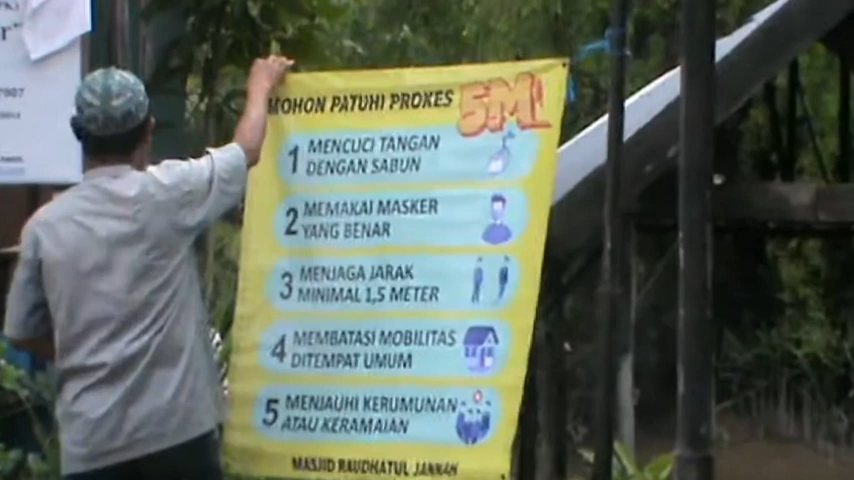 MOHON PATUHI PROKES 5M!
1 MENCUCI TANGAN
DENGAN SABUN
2 MEMAKAI MASKER
YANG BENAR
3 MENJAGA JARAK
MINIMAL 1,5 METER
4 MEMBATASI MOBILITAS
DITEMPAT UMUM
5 MENJAUHI KERUMUNAN
ATAU KERAMAIAN
MASJID RAUDHATUL JANNAH